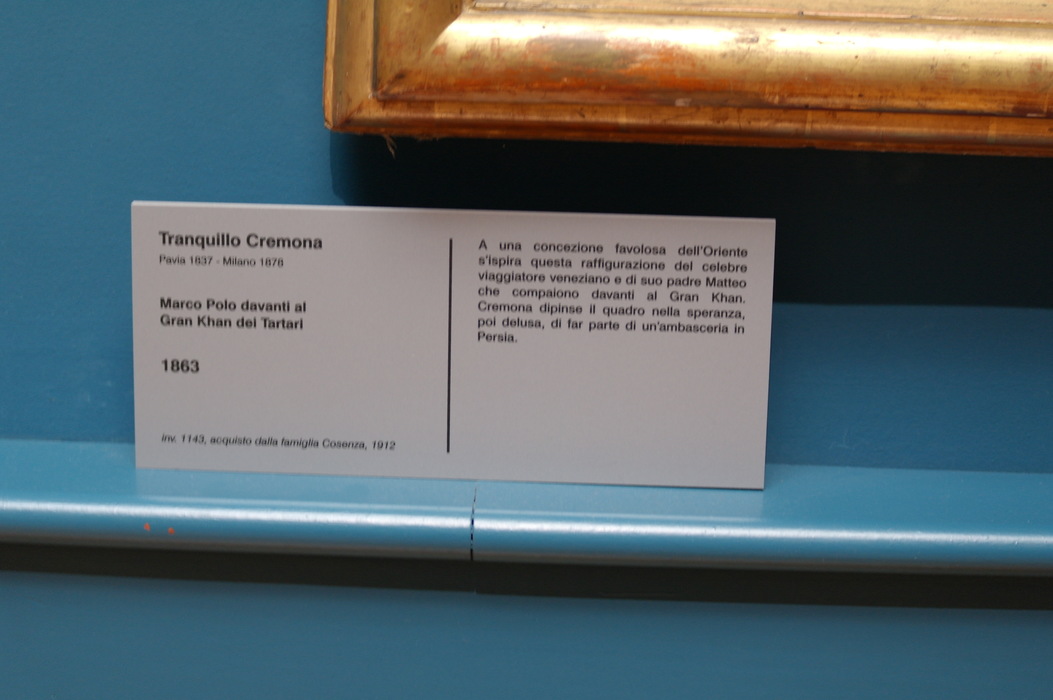 Tranquillo Cremona
Pavia 1837 - Milano 1878
Marco Polo davanti al
Gran Khan dei Tartari
1863
inv. 1143, acquisto dalla famiglia Cosenza, 1912
A una concezione favolosa dell'Oriente
s'ispira questa raffigurazione del celebre
viaggiatore veneziano e di suo padre Matteo
che compaiono davanti al Gran Khan.
Cremona dipinse il quadro nella speranza,
poi delusa, di far parte di un'ambasceria in
Persia.